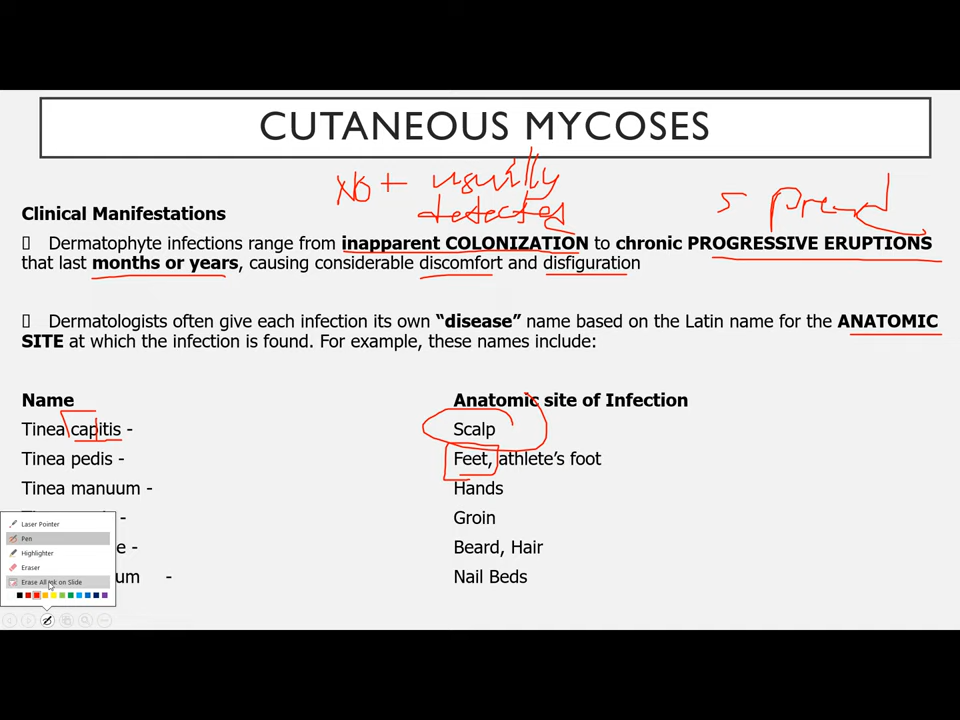 CUTANEOUS MYCOSES
Not usually
detected
spread
Clinical Manifestations
Dermatophyte infections range from inapparent COLONIZATION to chronic PROGRESSIVE ERUPTIONS
that last months or years, causing considerable discomfort and disfiguration
Dermatologists often give each infection its own “disease” name based on the Latin name for the ANATOMIC
SITE at which the infection is found. For example, these names include:
Name Anatomic site of Infection
Tinea capitis - Scalp
Tinea pedis - Feet, athlete’s foot
Tinea manuum - Hands
- Groin
e - Beard, Hair
um - Nail Beds
Laser Pointer
Pen
Highlighter
Eraser
Erase All Ink on Slide